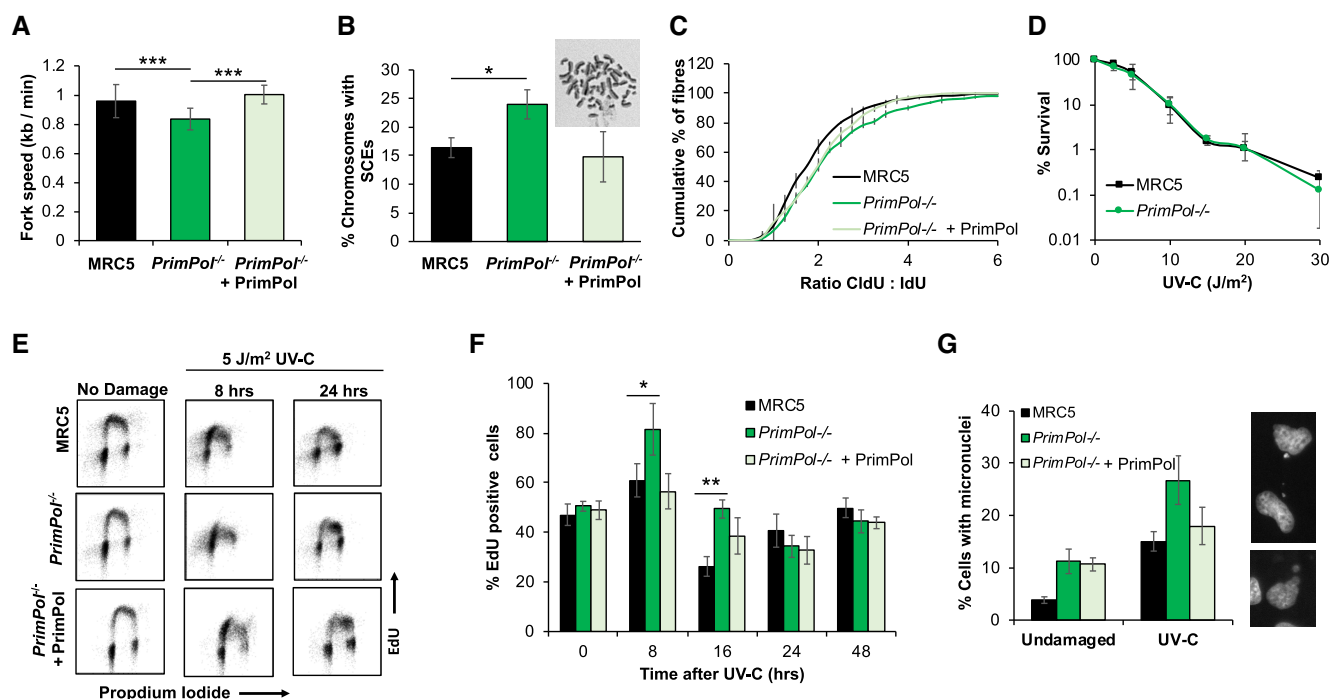 A
Fork speed (kb / min)
1.2
1
0.8
0.6
0.4
0.2
0
***
***
MRC5
PrimPol-/-
PrimPol-/-
+ PrimPol
B
% Chromosomes with
SCEs
30
25
20
15
10
5
0
*
MRC5
PrimPol-/-
PrimPol-/-
+ PrimPol
C
Cumulative % of fibres
120
100
80
60
40
20
0
MRC5
PrimPol-/-
PrimPol-/- + PrimPol
0
2
4
6
Ratio CldU : IdU
D
% Survival
100
10
1
0.1
0.01
MRC5
PrimPol-/-
0
10
20
30
UV-C (J/m²)
E
5 J/m² UV-C
No Damage
8 hrs
24 hrs
MRC5
PrimPol-/-
PrimPol-/-
+ PrimPol
EdU
Propdium Iodide
F
% EdU positive cells
100
80
60
40
20
0
*
**
MRC5
PrimPol-/-
PrimPol-/- + PrimPol
0
8
16
24
48
Time after UV-C (hrs)
G
% Cells with micronuclei
40
30
20
10
0
MRC5
PrimPol-/-
PrimPol-/- + PrimPol
Undamaged
UV-C